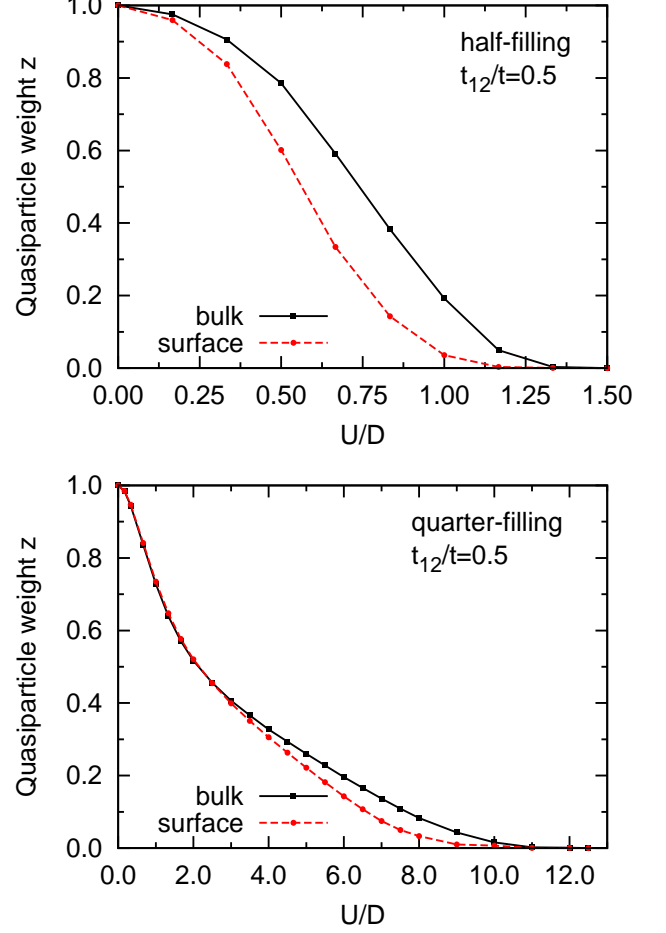 1.0
0.8
0.6
0.4
0.2
0.0
Quasiparticle weight z
half-filling
t12/t=0.5
bulk
surface
0.00 0.25 0.50 0.75 1.00 1.25 1.50
U/D
1.0
0.8
0.6
0.4
0.2
0.0
Quasiparticle weight z
quarter-filling
t12/t=0.5
bulk
surface
0.0 2.0 4.0 6.0 8.0 10.0 12.0
U/D